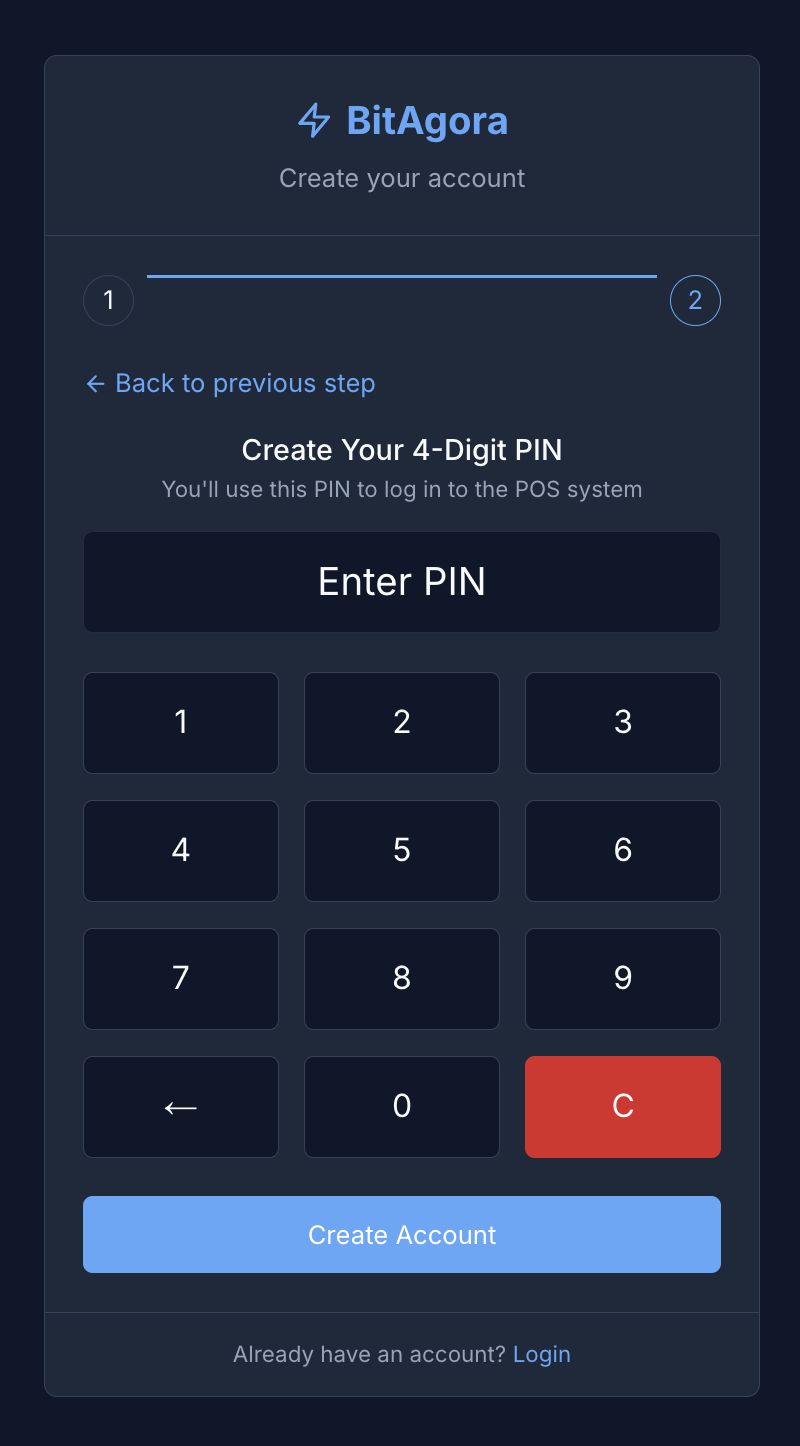 BitAgora
Create your account
1
2
← Back to previous step
Create Your 4-Digit PIN
You'll use this PIN to log in to the POS system
Enter PIN
1 2 3
4 5 6
7 8 9
← 0 C
Create Account
Already have an account? Login